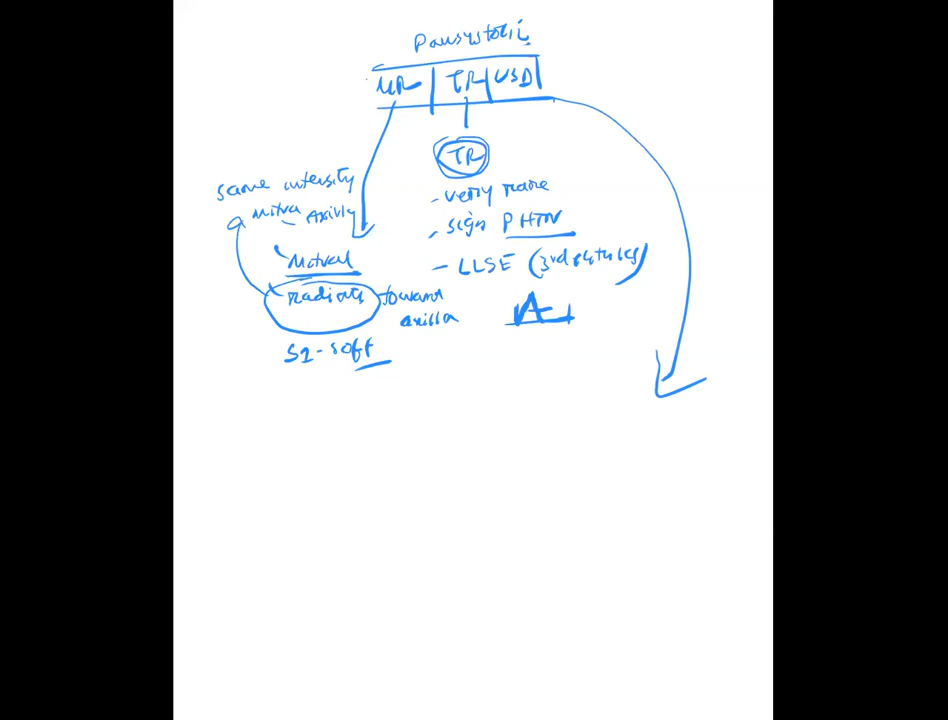 Pansystolic
MR TR VSD
TR
same intensity
mitra Axilla
- very rare
- sign PHTN
Mitral
- LLSE (3rd & 4th ICS)
radiate toward
axilla
A
S1 - soft